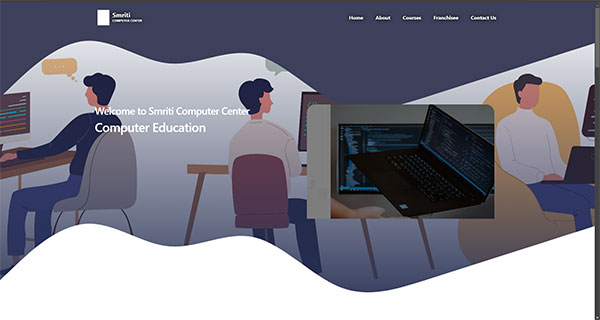 Smriti
COMPUTER CENTER
Home About Courses Franchisee Contact Us
Welcome to Smriti Computer Center
Computer Education